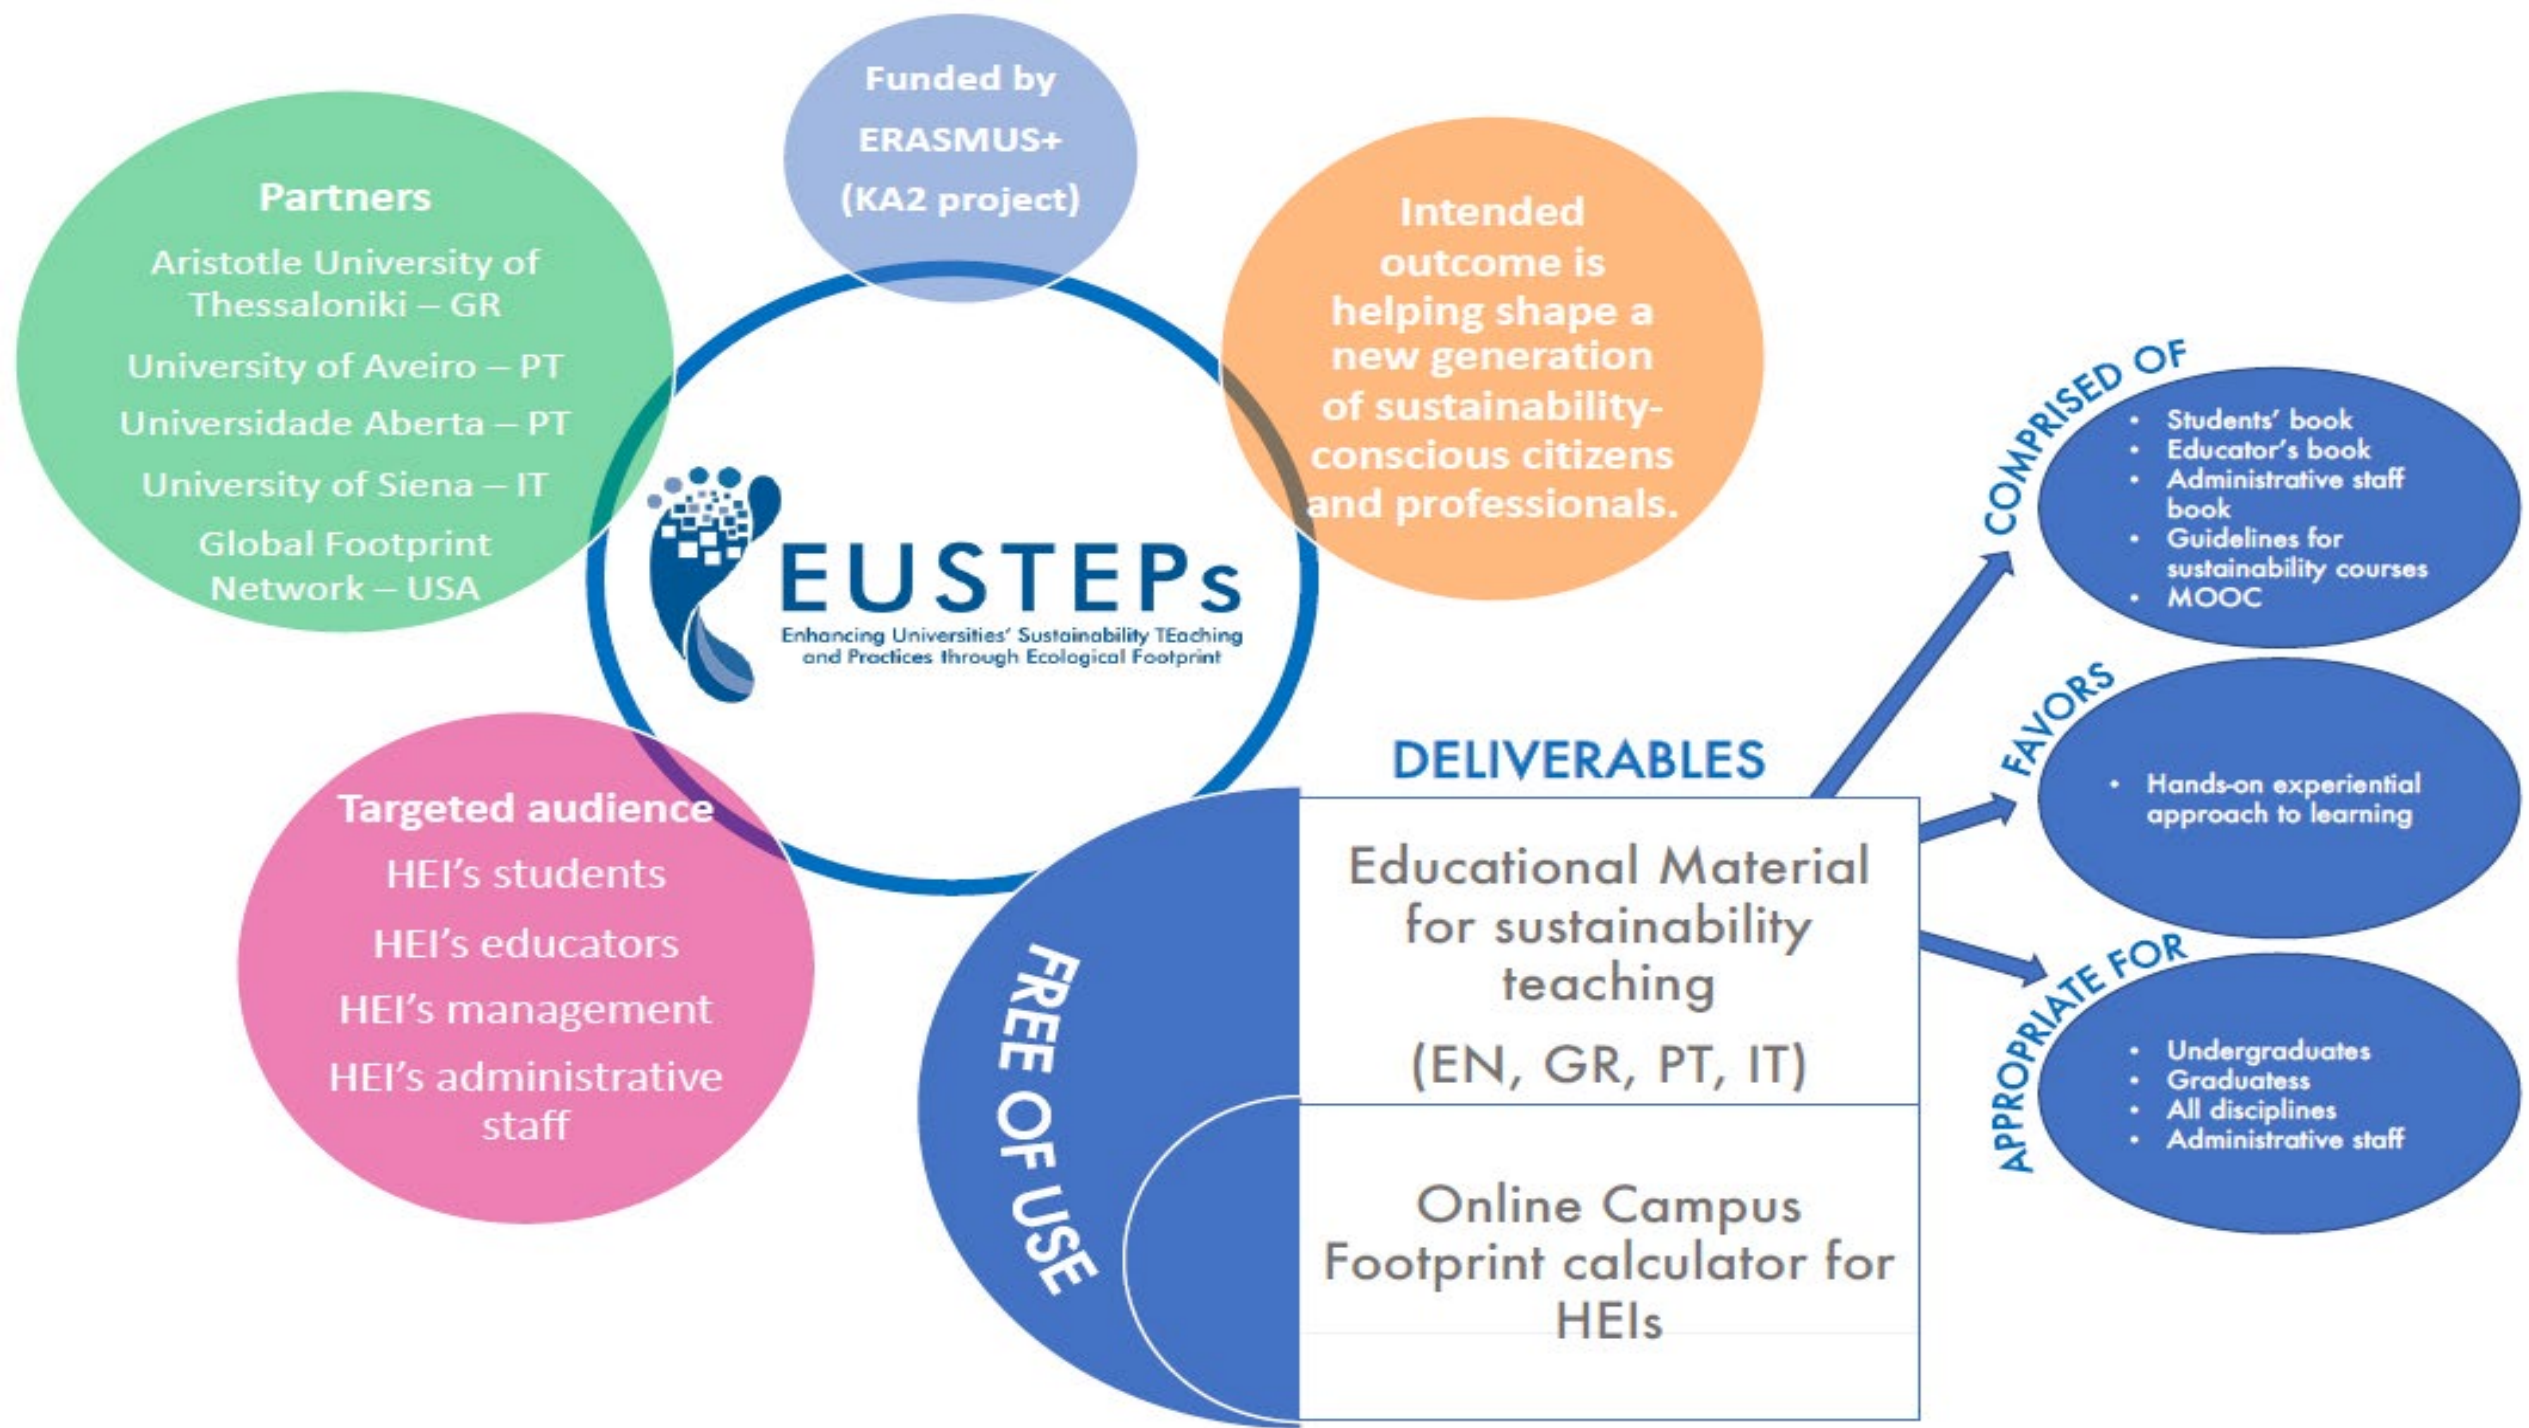 Funded by
ERASMUS+
(KA2 project)
Partners
Aristotle University of
Thessaloniki – GR
University of Aveiro – PT
Universidade Aberta – PT
University of Siena – IT
Global Footprint
Network – USA
Intended
outcome is
helping shape a
new generation
of sustainability-
conscious citizens
and professionals.
EUSTEPs
Enhancing Universities’ Sustainability TEaching
and Practices through Ecological Footprint
Targeted audience
HEI’s students
HEI’s educators
HEI’s management
HEI’s administrative
staff
FREE OF USE
DELIVERABLES
Educational Material
for sustainability
teaching
(EN, GR, PT, IT)
Online Campus
Footprint calculator for
HEIs
COMPRISED OF
• Students’ book
• Educator’s book
• Administrative staff
book
• Guidelines for
sustainability courses
• MOOC
FAVORS
• Hands-on experiential
approach to learning
APPROPRIATE FOR
• Undergraduates
• Graduatess
• All disciplines
• Administrative staff